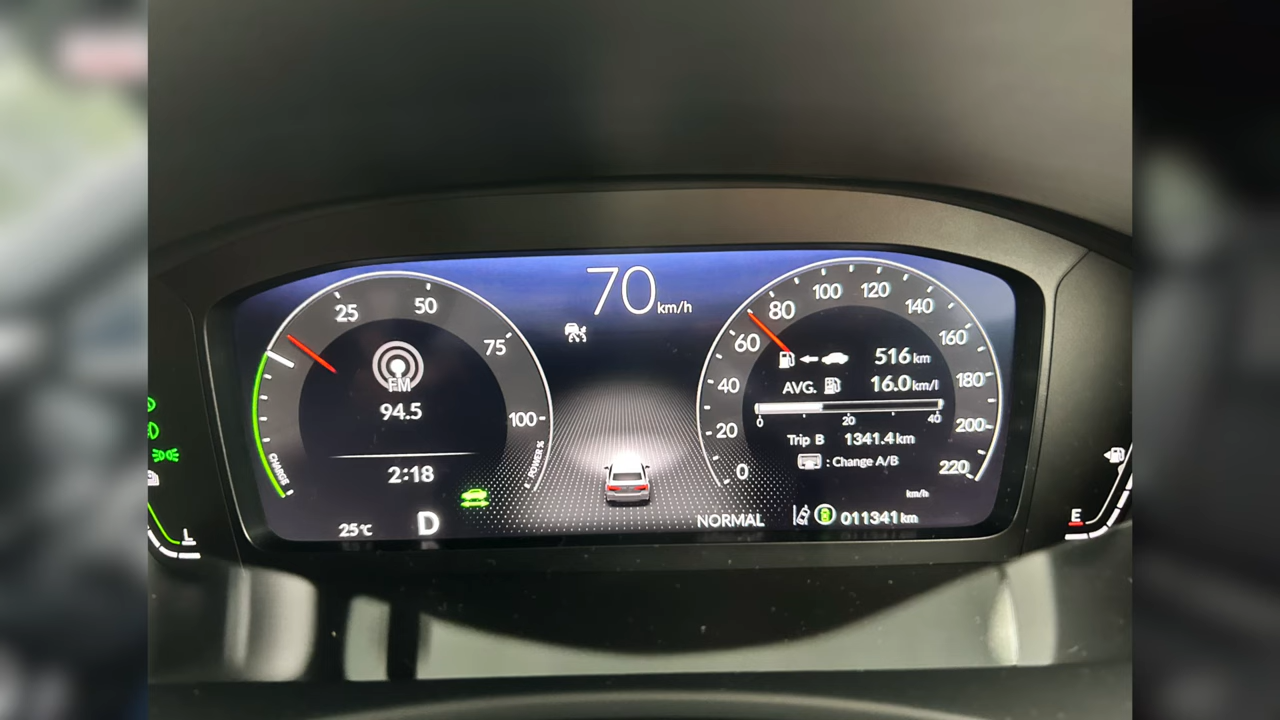 70 km/h
25
50
75
100
CHARGE
POWER %
FM
94.5
2:18
25°C
D
L
0
20
40
60
80
100
120
140
160
180
200
220
km/h
516 km
AVG. 16.0 km/l
0 20 40
Trip B 1341.4 km
: Change A/B
NORMAL
011341 km
E